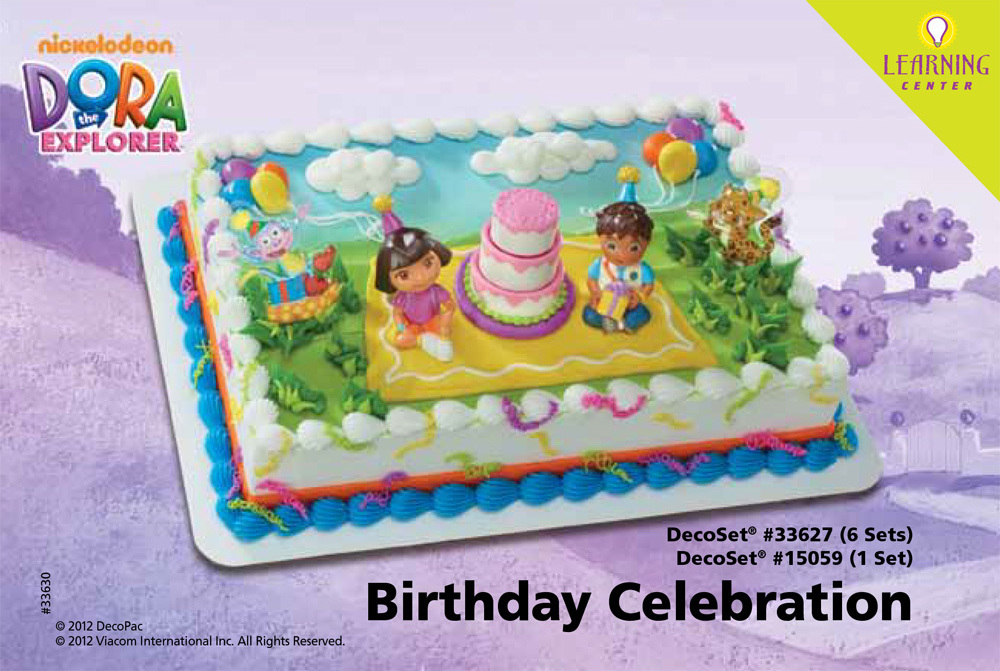 nickelodeon
DORA
the
EXPLORER
LEARNING
CENTER
DecoSet® #33627 (6 Sets)
DecoSet® #15059 (1 Set)
Birthday Celebration
#33630
© 2012 DecoPac
© 2012 Viacom International Inc. All Rights Reserved.